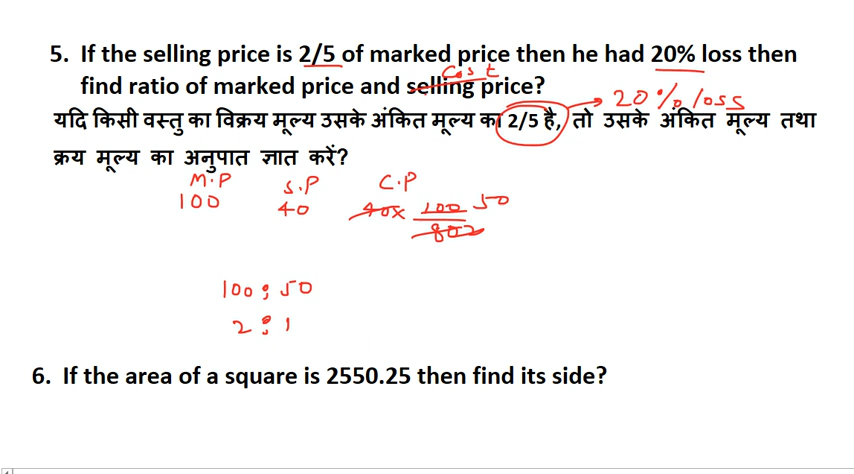 5. If the selling price is 2/5 of marked price then he had 20% loss then
cost
find ratio of marked price and selling price?
20% loss
यदि किसी वस्तु का विक्रय मूल्य उसके अंकित मूल्य का 2/5 है, तो उसके अंकित मूल्य तथा
क्रय मूल्य का अनुपात ज्ञात करें?
M.P S.P C.P
100 40 40x 100 50
80 2
100 : 50
2 : 1
6. If the area of a square is 2550.25 then find its side?